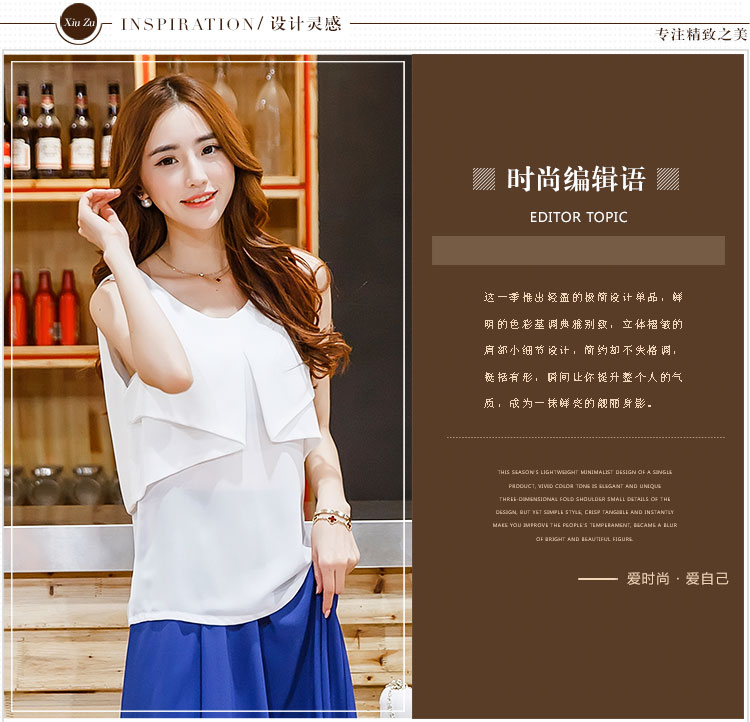 Xiu Zu
INSPIRATION/ 设计灵感
专注精致之美
时尚编辑语
EDITOR TOPIC
这一季推出轻盈的极简设计单品，鲜
明的色彩基调典雅别致，立体褶皱的
肩部小细节设计，简约却不失格调，
挺括有形，瞬间让你提升整个人的气
质，成为一抹鲜亮的靓丽身影。
THIS SEASON'S LIGHTWEIGHT MINIMALIST DESIGN OF A SINGLE
PRODUCT, VIVID COLOR TONE IS ELEGANT AND UNIQUE
THREE-DIMENSIONAL FOLD SHOULDER SMALL DETAILS OF THE
DESIGN, BUT YET SIMPLE STYLE, CRISP TANGIBLE AND INSTANTLY
MAKE YOU IMPROVE THE PEOPLE'S TEMPERAMENT, BECAME A BLUR
OF BRIGHT AND BEAUTIFUL FIGURE.
爱时尚 · 爱自己